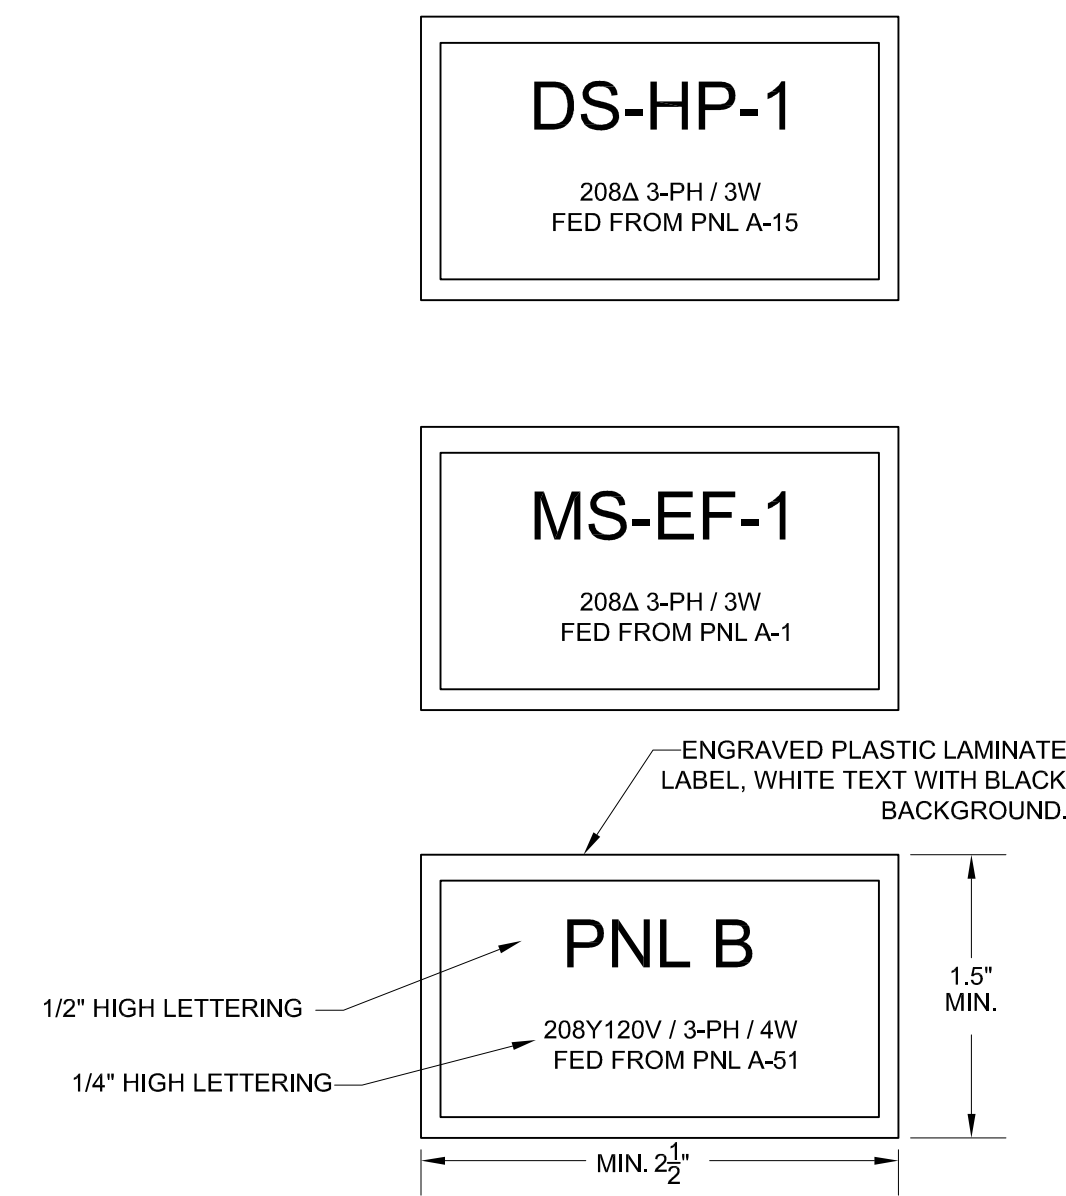 DS-HP-1
208Δ 3-PH / 3W
FED FROM PNL A-15
MS-EF-1
208Δ 3-PH / 3W
FED FROM PNL A-1
ENGRAVED PLASTIC LAMINATE
LABEL, WHITE TEXT WITH BLACK
BACKGROUND.
PNL B
1/2" HIGH LETTERING
208Y120V / 3-PH / 4W
FED FROM PNL A-51
1/4" HIGH LETTERING
1.5"
MIN.
MIN. 2 1/2"